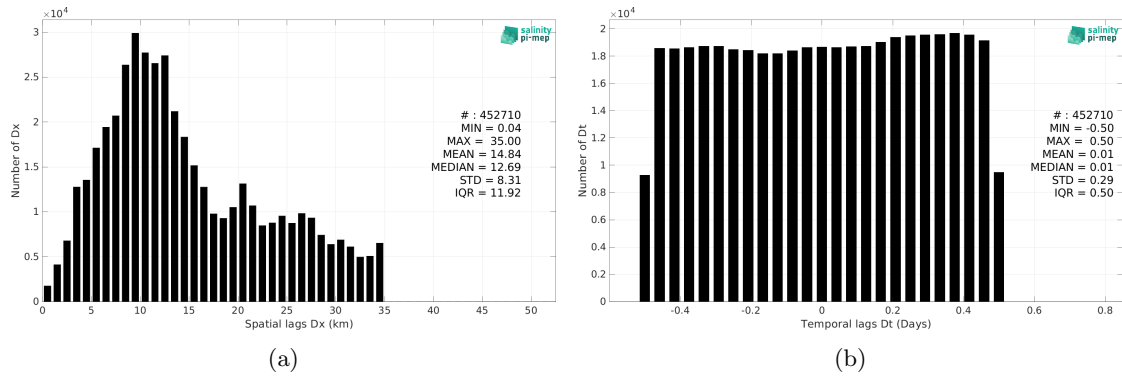 ×10⁴
3
2.5
2
1.5
1
0.5
0
Number of Dx
0 5 10 15 20 25 30 35 40 45 50
Spatial lags Dx (km)
salinity
pi-mep
# : 452710
MIN = 0.04
MAX = 35.00
MEAN = 14.84
MEDIAN = 12.69
STD = 8.31
IQR = 11.92
(a)
×10⁴
2
1.8
1.6
1.4
1.2
1
0.8
0.6
0.4
0.2
0
Number of Dt
-0.4 -0.2 0 0.2 0.4 0.6 0.8
Temporal lags Dt (Days)
salinity
pi-mep
# : 452710
MIN = -0.50
MAX = 0.50
MEAN = 0.01
MEDIAN = 0.01
STD = 0.29
IQR = 0.50
(b)